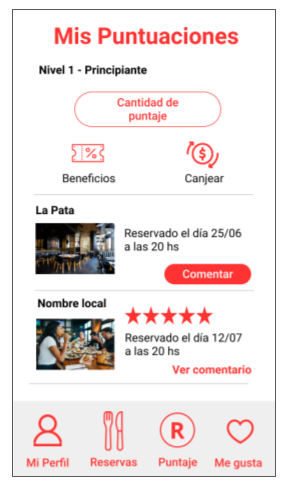 Mis Puntuaciones
Nivel 1 - Principiante
Cantidad de
puntaje
%
$
Beneficios
Canjear
La Pata
Reservado el día 25/06
a las 20 hs
Comentar
Nombre local
Reservado el día 12/07
a las 20 hs
Ver comentario
R
Mi Perfil
Reservas
Puntaje
Me gusta